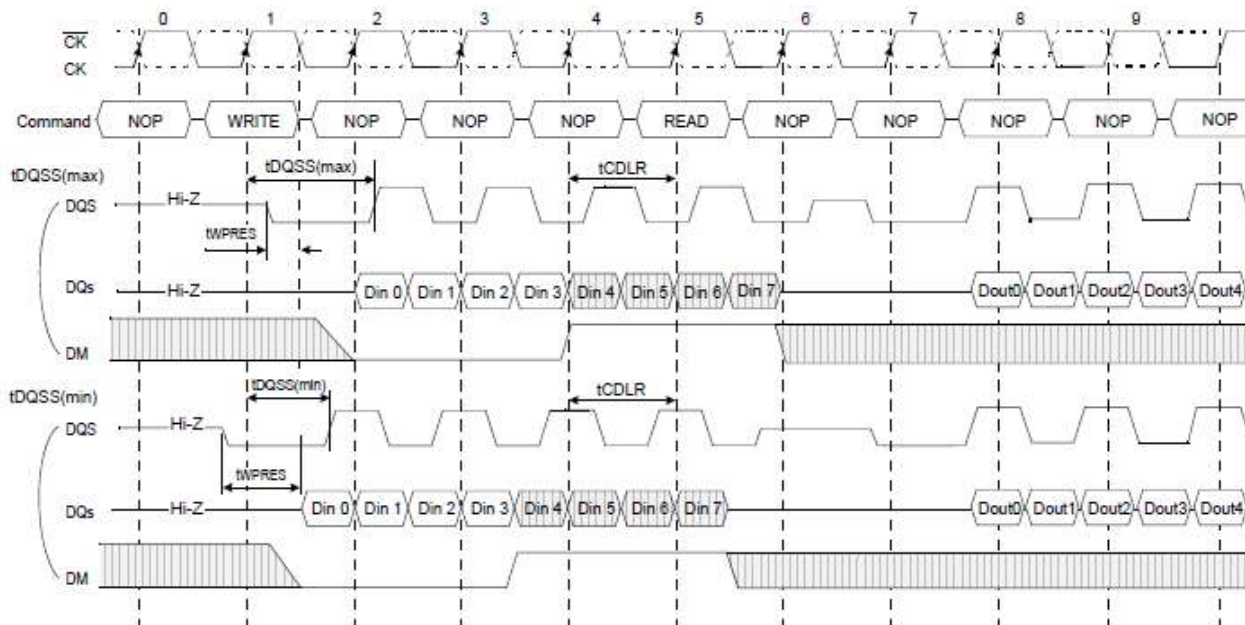 0 1 2 3 4 5 6 7 8 9
CK
CK
Command NOP WRITE NOP NOP NOP READ NOP NOP NOP NOP NOP
tDQSS(max) tDQSS(max) tCDLR
DQS Hi-Z
tWPRES
DQs Hi-Z Din 0 Din 1 Din 2 Din 3 Din 4 Din 5 Din 6 Din 7 Dout0 Dout1 Dout2 Dout3 Dout4
DM
tDQSS(min) tDQSS(min) tCDLR
DQS Hi-Z
tWPRES
DQs Hi-Z Din 0 Din 1 Din 2 Din 3 Din 4 Din 5 Din 6 Din 7 Dout0 Dout1 Dout2 Dout3 Dout4
DM